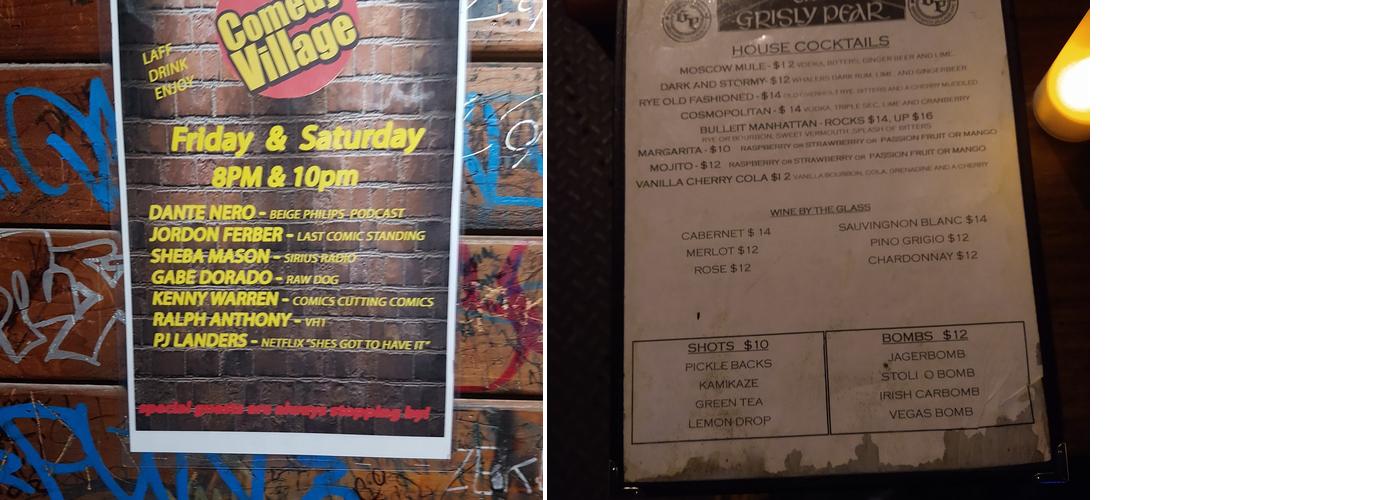 Comedy
Village
LAFF
DRINK
ENJOY
Friday & Saturday
8PM & 10pm
DANTE NERO - BEIGE PHILIPS PODCAST
JORDON FERBER - LAST COMIC STANDING
SHEBA MASON - SIRIUS RADIO
GABE DORADO - RAW DOG
KENNY WARREN - COMICS CUTTING COMICS
RALPH ANTHONY - VH1
PJ LANDERS - NETFLIX "SHES GOT TO HAVE IT"
special guests are always stopping by!
GRISLY PEAR
HOUSE COCKTAILS
MOSCOW MULE - $12 VODKA, BITTERS, GINGER BEER AND LIME
DARK AND STORMY- $12 WHALERS DARK RUM, LIME, AND GINGERBEER
RYE OLD FASHIONED - $14 OLD OVERHOLT RYE, BITTERS AND A CHERRY MUDDLED
COSMOPOLITAN - $ 14 VODKA, TRIPLE SEC, LIME AND CRANBERRY
BULLEIT MANHATTAN - ROCKS $14, UP $16
RYE OR BOURBON, SWEET VERMOUTH, SPLASH OF BITTERS
MARGARITA - $10 RASPBERRY OR STRAWBERRY OR PASSION FRUIT OR MANGO
MOJITO - $12 RASPBERRY OR STRAWBERRY OR PASSION FRUIT OR MANGO
VANILLA CHERRY COLA $12 VANILLA BOURBON, COLA, GRENADINE AND A CHERRY
WINE BY THE GLASS
CABERNET $ 14
MERLOT $12
ROSE $12
SAUVINGNON BLANC $14
PINO GRIGIO $12
CHARDONNAY $12
SHOTS $10
PICKLE BACKS
KAMIKAZE
GREEN TEA
LEMON DROP
BOMBS $12
JAGERBOMB
STOLI O BOMB
IRISH CARBOMB
VEGAS BOMB